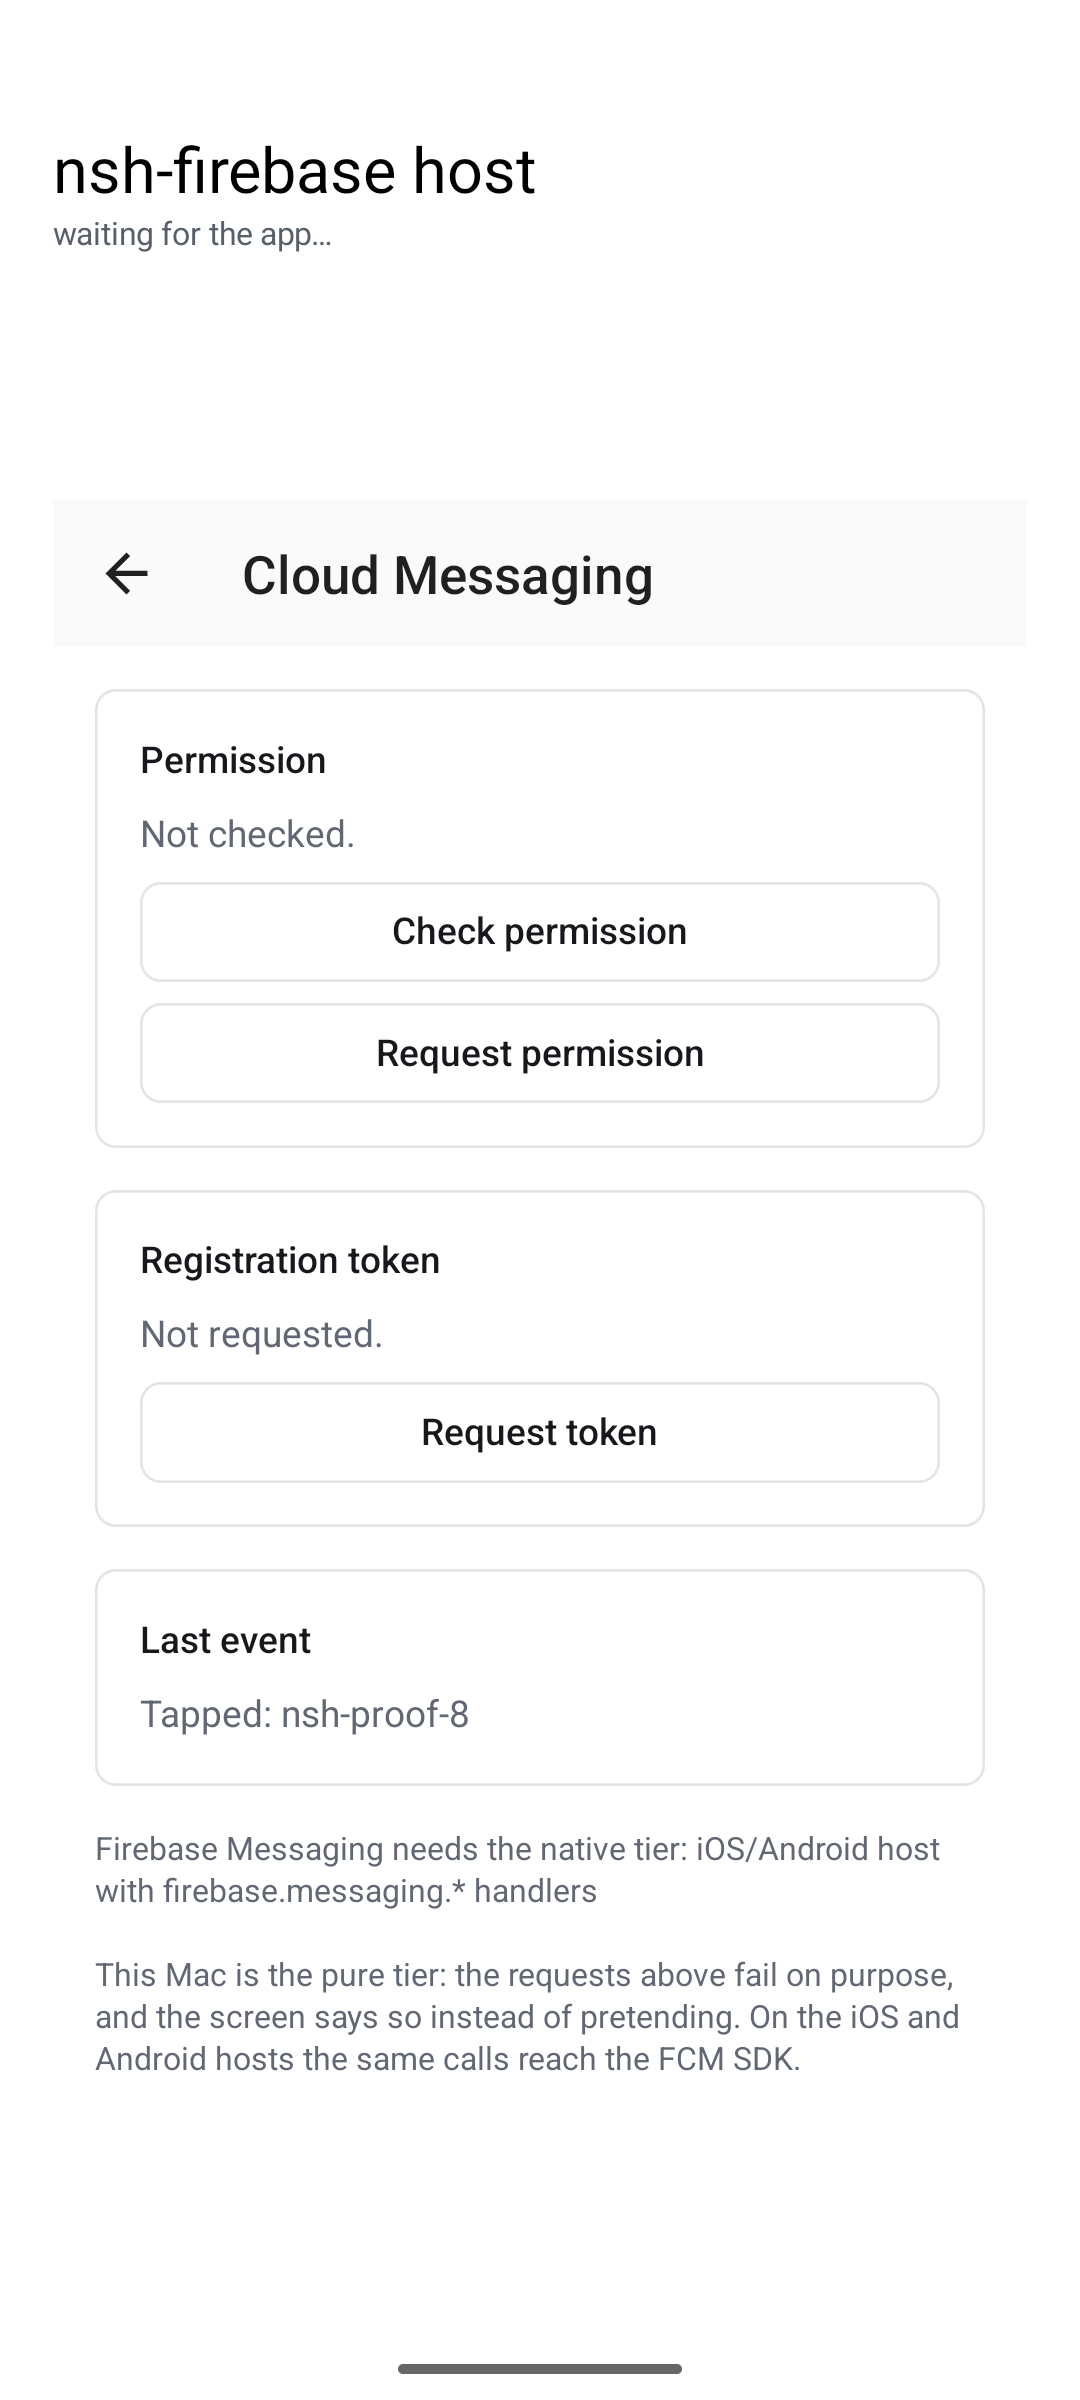 nsh-firebase host
waiting for the app...
Cloud Messaging
Permission
Not checked.
Check permission
Request permission
Registration token
Not requested.
Request token
Last event
Tapped: nsh-proof-8
Firebase Messaging needs the native tier: iOS/Android host
with firebase.messaging.* handlers
This Mac is the pure tier: the requests above fail on purpose,
and the screen says so instead of pretending. On the iOS and
Android hosts the same calls reach the FCM SDK.